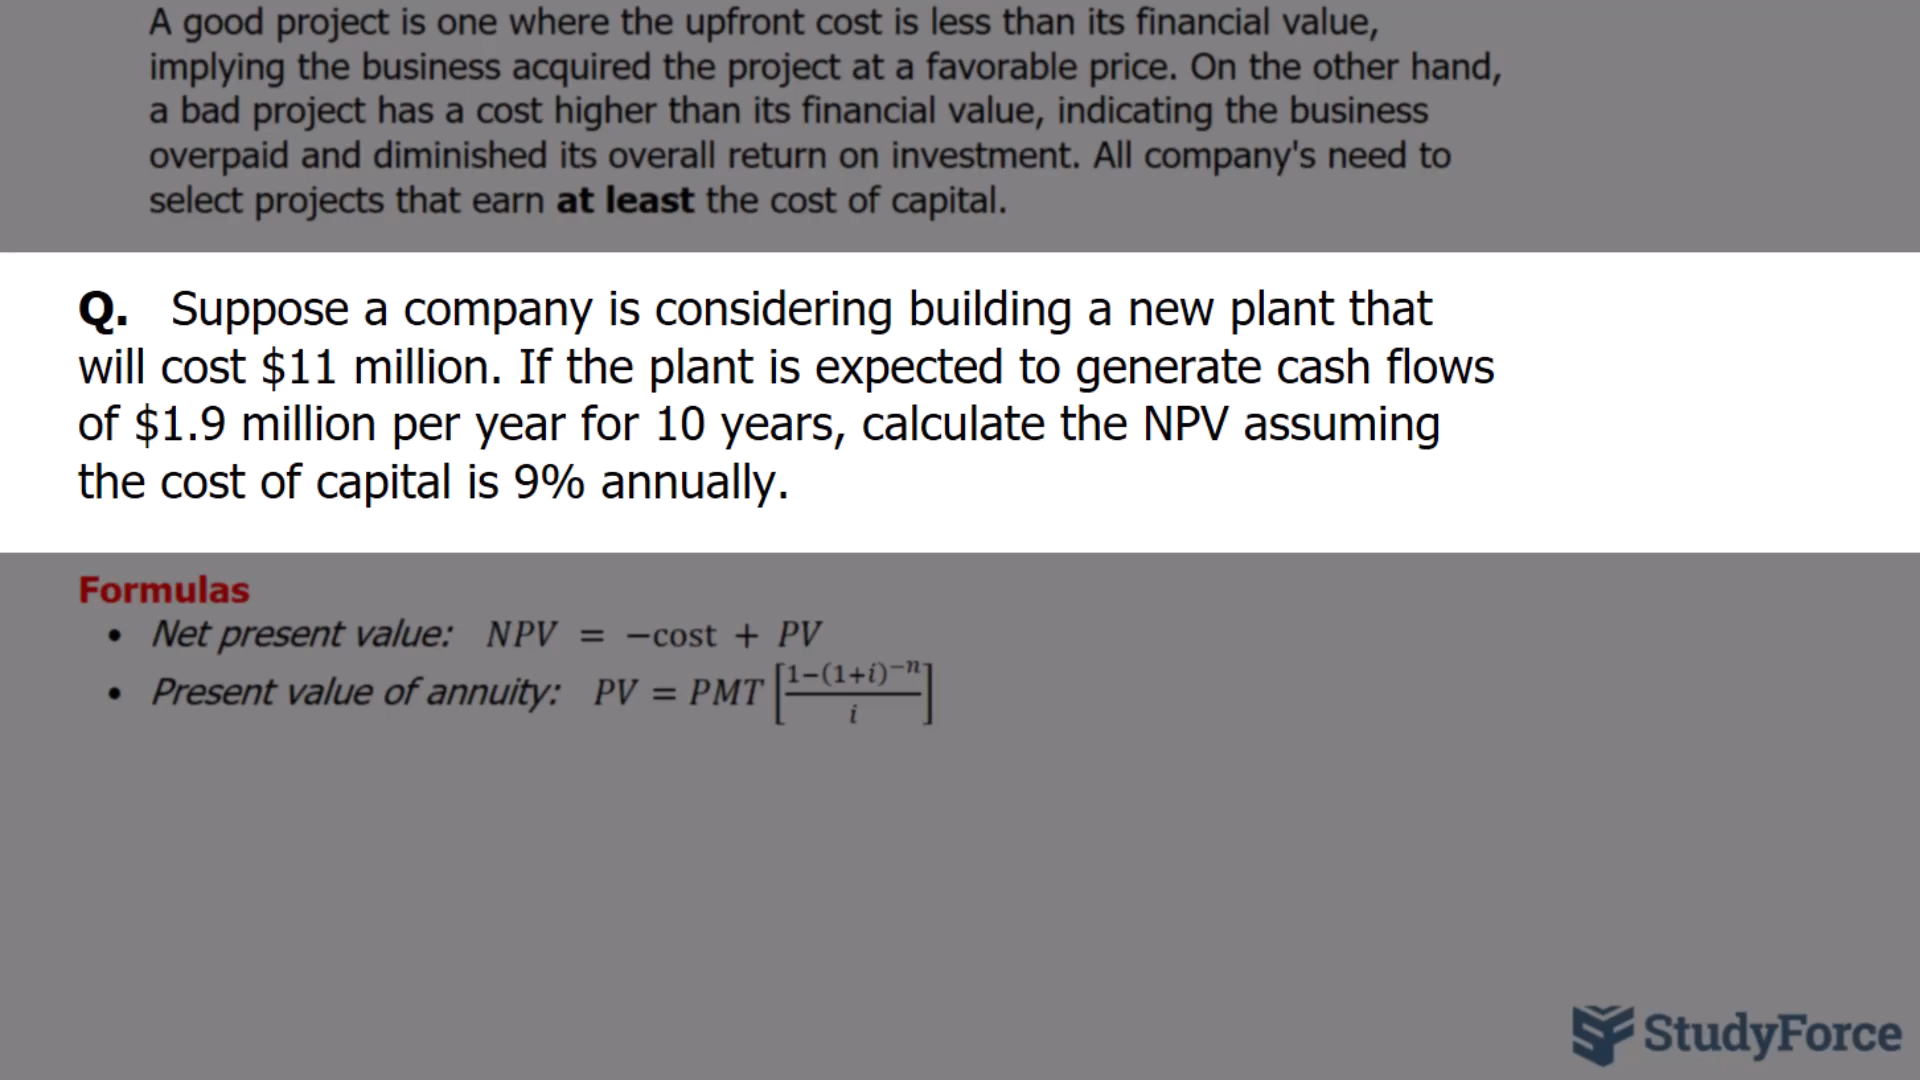 A good project is one where the upfront cost is less than its financial value,
implying the business acquired the project at a favorable price. On the other hand,
a bad project has a cost higher than its financial value, indicating the business
overpaid and diminished its overall return on investment. All company's need to
select projects that earn at least the cost of capital.
Q. Suppose a company is considering building a new plant that
will cost $11 million. If the plant is expected to generate cash flows
of $1.9 million per year for 10 years, calculate the NPV assuming
the cost of capital is 9% annually.
Formulas
• Net present value: NPV = −cost + PV
• Present value of annuity: PV = PMT [1−(1+i)^−n / i]
StudyForce